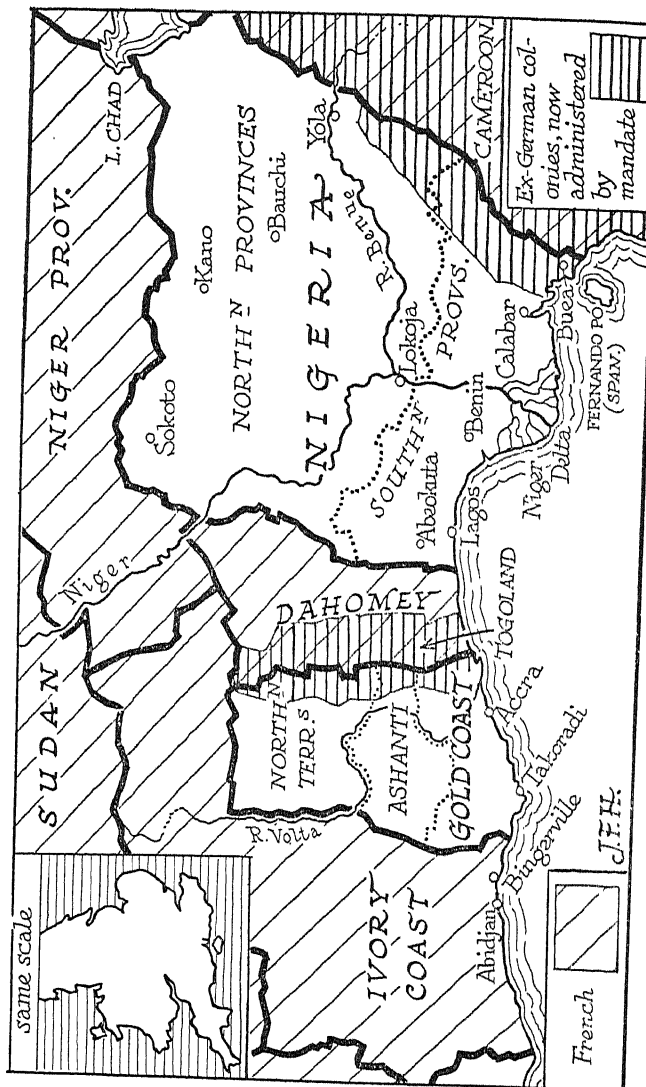 same scale
SUDAN
NIGER PROV.
L. CHAD
Niger
Sokoto
Kano
NORTHN PROVINCES
Bauchi
NIGERIA
R. Benue
Yola
R. Volta
NORTHN
TERR.S
DAHOMEY
ASHANTI
GOLD COAST
TOGOLAND
IVORY
COAST
SOUTHN
PROVS.
Lokoja
Abeokuta
Benin
Lagos
Calabar
Buea
CAMEROON
Niger
Delta
FERNANDO PO
(SPAN.)
Accra
Takoradi
Bingerville
Abidjan
French
J.F.H.
Ex-German col-
onies, now
administered
by
mandate